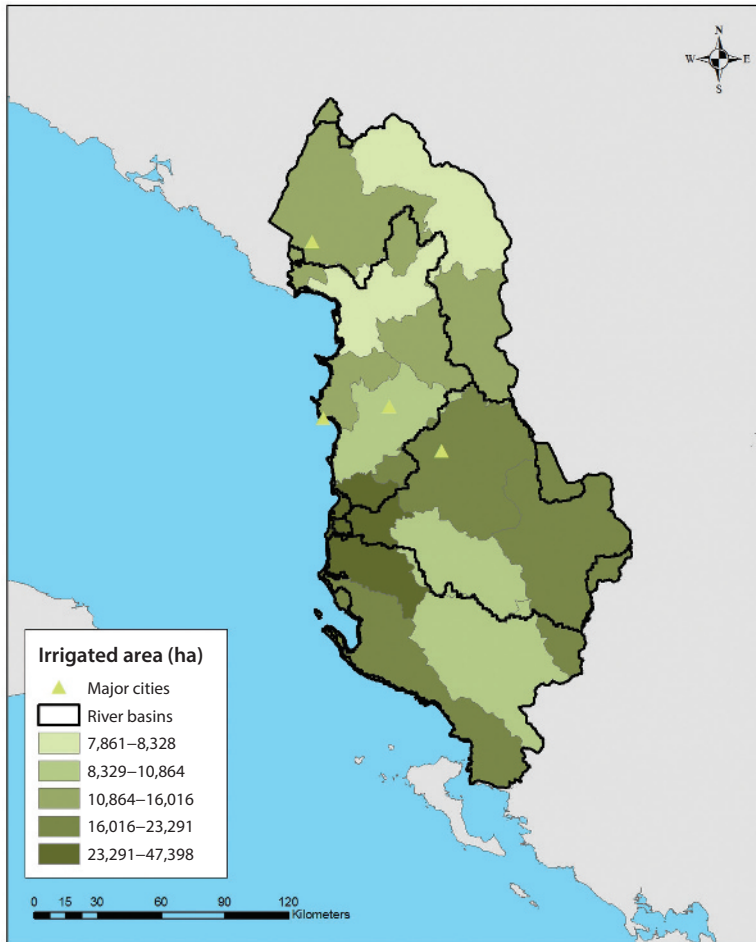 N
W E
S
Irrigated area (ha)
Major cities
River basins
7,861–8,328
8,329–10,864
10,864–16,016
16,016–23,291
23,291–47,398
0 15 30 60 90 120
Kilometers